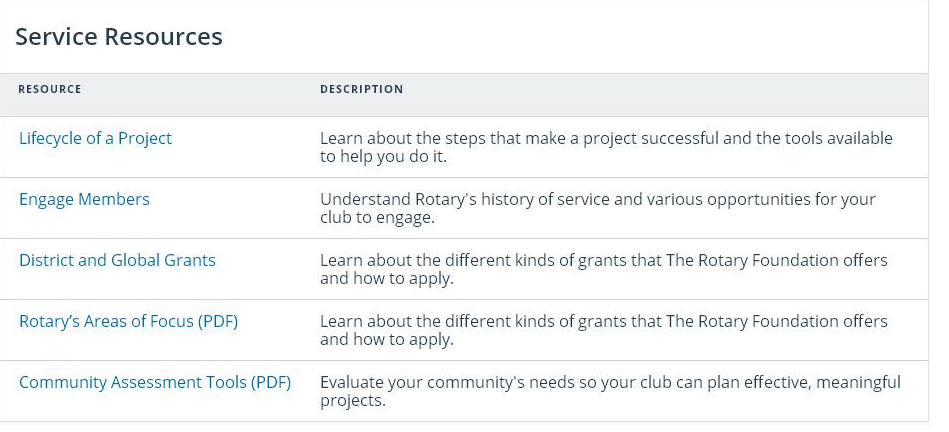 Service Resources
RESOURCE DESCRIPTION
Lifecycle of a Project Learn about the steps that make a project successful and the tools available
to help you do it.
Engage Members Understand Rotary's history of service and various opportunities for your
club to engage.
District and Global Grants Learn about the different kinds of grants that The Rotary Foundation offers
and how to apply.
Rotary’s Areas of Focus (PDF) Learn about the different kinds of grants that The Rotary Foundation offers
and how to apply.
Community Assessment Tools (PDF) Evaluate your community's needs so your club can plan effective, meaningful
projects.